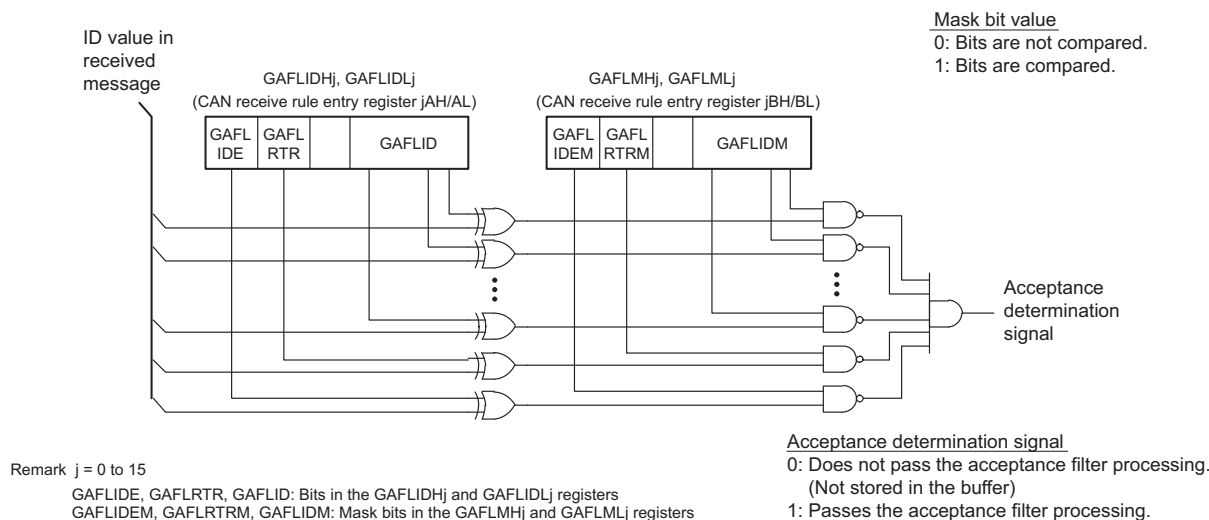 Mask bit value
0: Bits are not compared.
1: Bits are compared.
ID value in
received
message
GAFLIDHj, GAFLIDLj
(CAN receive rule entry register jAH/AL)
GAFLMHj, GAFLMLj
(CAN receive rule entry register jBH/BL)
GAFL
IDE
GAFL
RTR
GAFLID
GAFL
IDEM
GAFL
RTRM
GAFLIDM
Acceptance
determination
signal
Acceptance determination signal
0: Does not pass the acceptance filter processing.
(Not stored in the buffer)
1: Passes the acceptance filter processing.
Remark j = 0 to 15
GAFLIDE, GAFLRTR, GAFLID: Bits in the GAFLIDHj and GAFLIDLj registers
GAFLIDEM, GAFLRTRM, GAFLIDM: Mask bits in the GAFLMHj and GAFLMLj registers